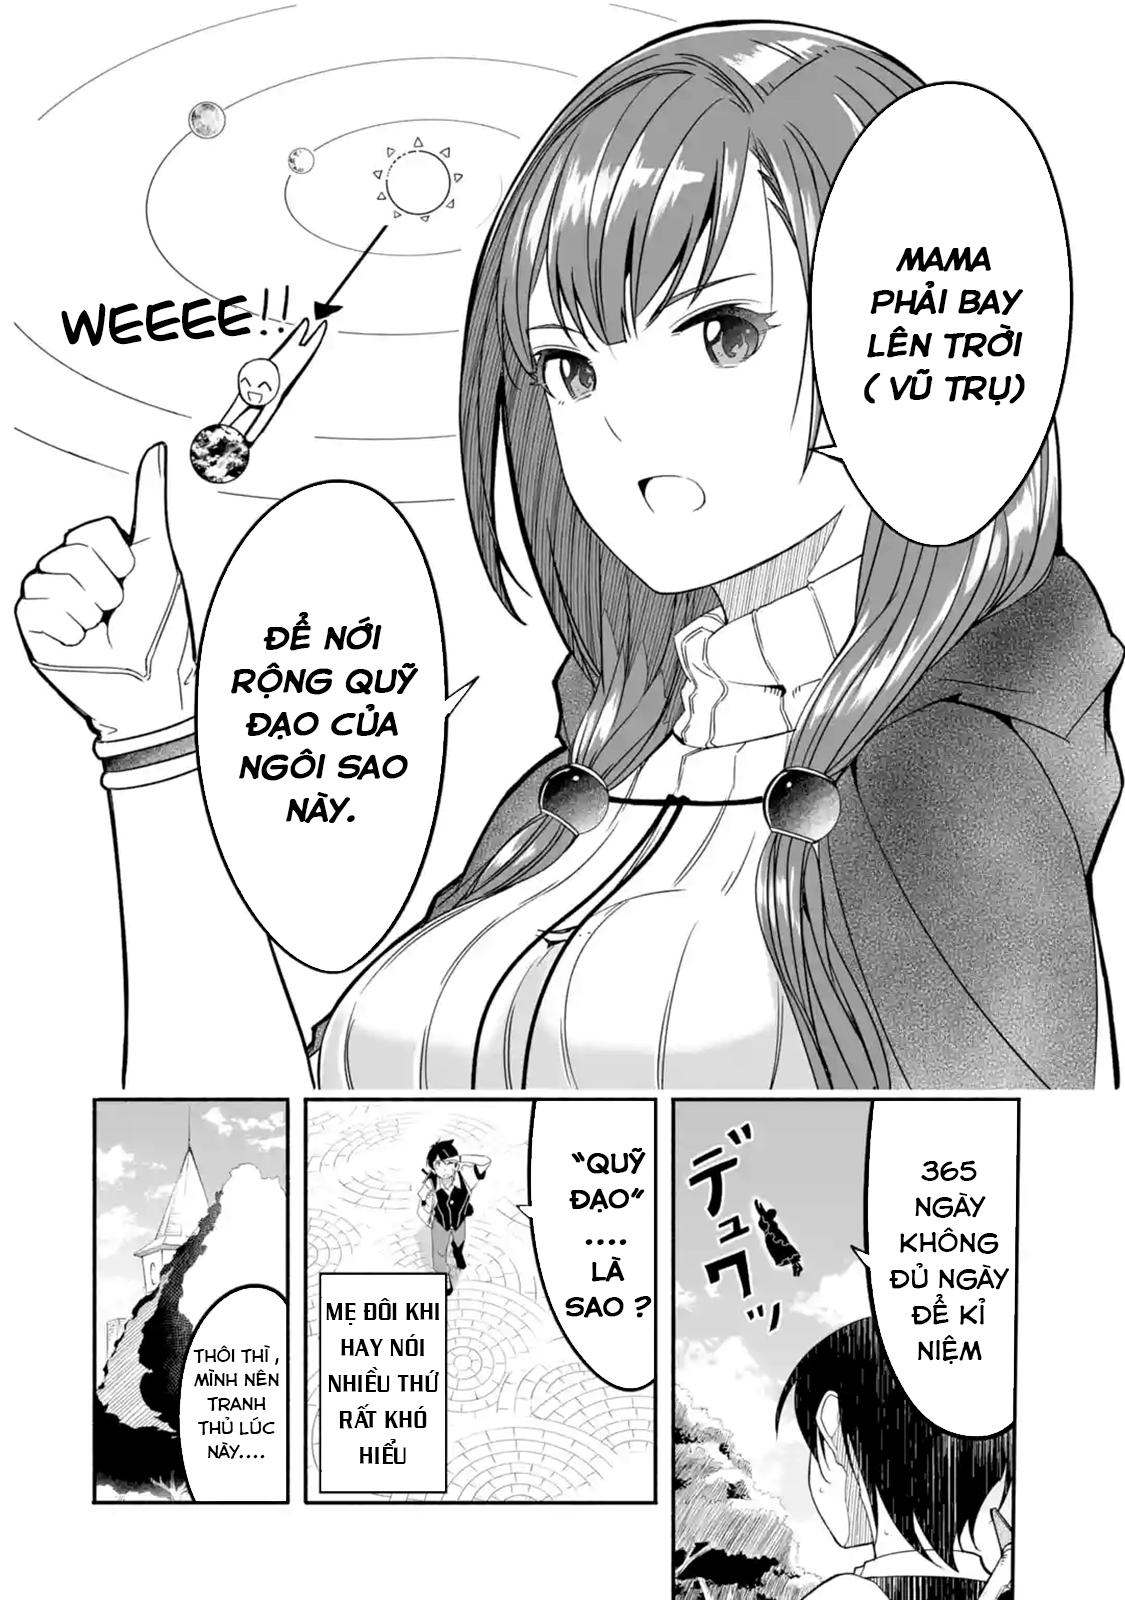 MAMA
PHẢI BAY
LÊN TRỜI
( VŨ TRỤ)
WEEEE!!
ĐỂ NỚI
RỘNG QUỸ
ĐẠO CỦA
NGÔI SAO
NÀY.
365
NGÀY
KHÔNG
ĐỦ NGÀY
ĐỂ KỈ
NIỆM
デュワッ
"QUỸ
ĐẠO"
....
LÀ
SAO ?
MẸ ĐÔI KHI
HAY NÓI
NHIỀU THỨ
RẤT KHÓ
HIỂU
THÔI THÌ ,
MÌNH NÊN
TRANH
THỦ LÚC
NÀY....